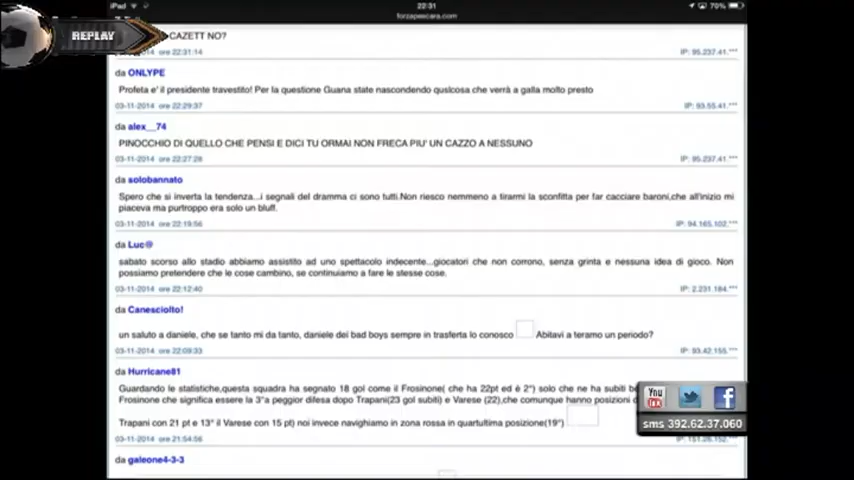 iPad
22:31
70%
forzapescara.com
REPLAY
CAZETT NO?
ore 22:31:14
IP: 95.237.41.***
da ONLYPE
Profeta e' il presidente travestito! Per la questione Guana state nascondendo qualcosa che verrà a galla molto presto
03-11-2014 ore 22:29:37
IP: 93.55.41.***
da alex__74
PINOCCHIO DI QUELLO CHE PENSI E DICI TU ORMAI NON FRECA PIU' UN CAZZO A NESSUNO
03-11-2014 ore 22:27:28
IP: 95.237.41.***
da solobannato
Spero che si inverta la tendenza...i segnali del dramma ci sono tutti.Non riesco nemmeno a tirarmi la sconfitta per far cacciare baroni,che all'inizio mi
piaceva ma purtroppo era solo un bluff.
03-11-2014 ore 22:19:56
IP: 94.165.102.***
da Luc@
sabato scorso allo stadio abbiamo assistito ad uno spettacolo indecente...giocatori che non corrono, senza grinta e nessuna idea di gioco. Non
possiamo pretendere che le cose cambino, se continuiamo a fare le stesse cose.
03-11-2014 ore 22:12:40
IP: 2.231.184.***
da Canesciolto!
un saluto a daniele, che se tanto mi da tanto, daniele dei bad boys sempre in trasferta lo conosco Abitavi a teramo un periodo?
03-11-2014 ore 22:09:33
IP: 93.42.155.***
da Hurricane81
Guardando le statistiche,questa squadra ha segnato 18 gol come il Frosinone( che ha 22pt ed è 2°) solo che ne ha subiti
Frosinone che significa essere la 3°a peggior difesa dopo Trapani(23 gol subiti) e Varese (22),che comunque hanno posizioni
Trapani con 21 pt e 13° il Varese con 15 pt) noi invece navighiamo in zona rossa in quartultima posizione(19°)
03-11-2014 ore 21:54:56
IP: 151.28.152.***
da galeone4-3-3
You
sms 392.62.37.060